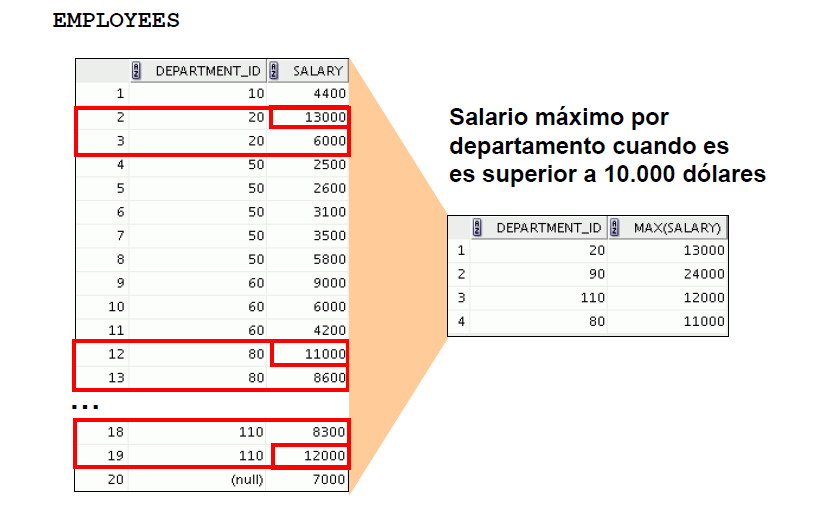 EMPLOYEES
DEPARTMENT_ID SALARY
1 10 4400
2 20 13000
3 20 6000
4 50 2500
5 50 2600
6 50 3100
7 50 3500
8 50 5800
9 60 9000
10 60 6000
11 60 4200
12 80 11000
13 80 8600
...
18 110 8300
19 110 12000
20 (null) 7000
Salario máximo por
departamento cuando es
es superior a 10.000 dólares
DEPARTMENT_ID MAX(SALARY)
1 20 13000
2 90 24000
3 110 12000
4 80 11000